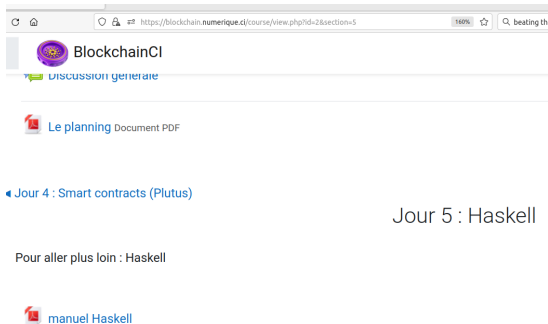 https://blockchain.numerique.ci/course/view.php?id=2&section=5
160%
beating th
BlockchainCI
Discussion générale
Le planning Document PDF
Jour 4 : Smart contracts (Plutus)
Jour 5 : Haskell
Pour aller plus loin : Haskell
manuel Haskell